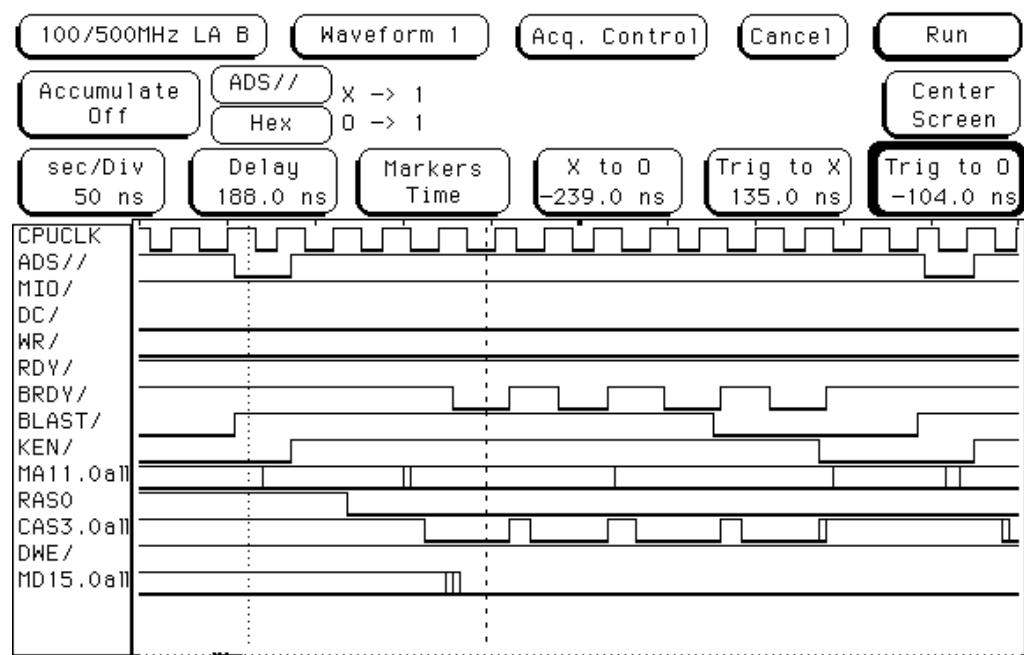 100/500MHz LA B Waveform 1 Acq. Control Cancel Run
Accumulate Off
ADS// X -> 1
Hex O -> 1
Center Screen
sec/Div 50 ns
Delay 188.0 ns
Markers Time
X to O -239.0 ns
Trig to X 135.0 ns
Trig to O -104.0 ns
CPUCLK
ADS//
MIO/
DC/
WR/
RDY/
BRDY/
BLAST/
KEN/
MA11.0all
RAS0
CAS3.0all
DWE/
MD15.0all